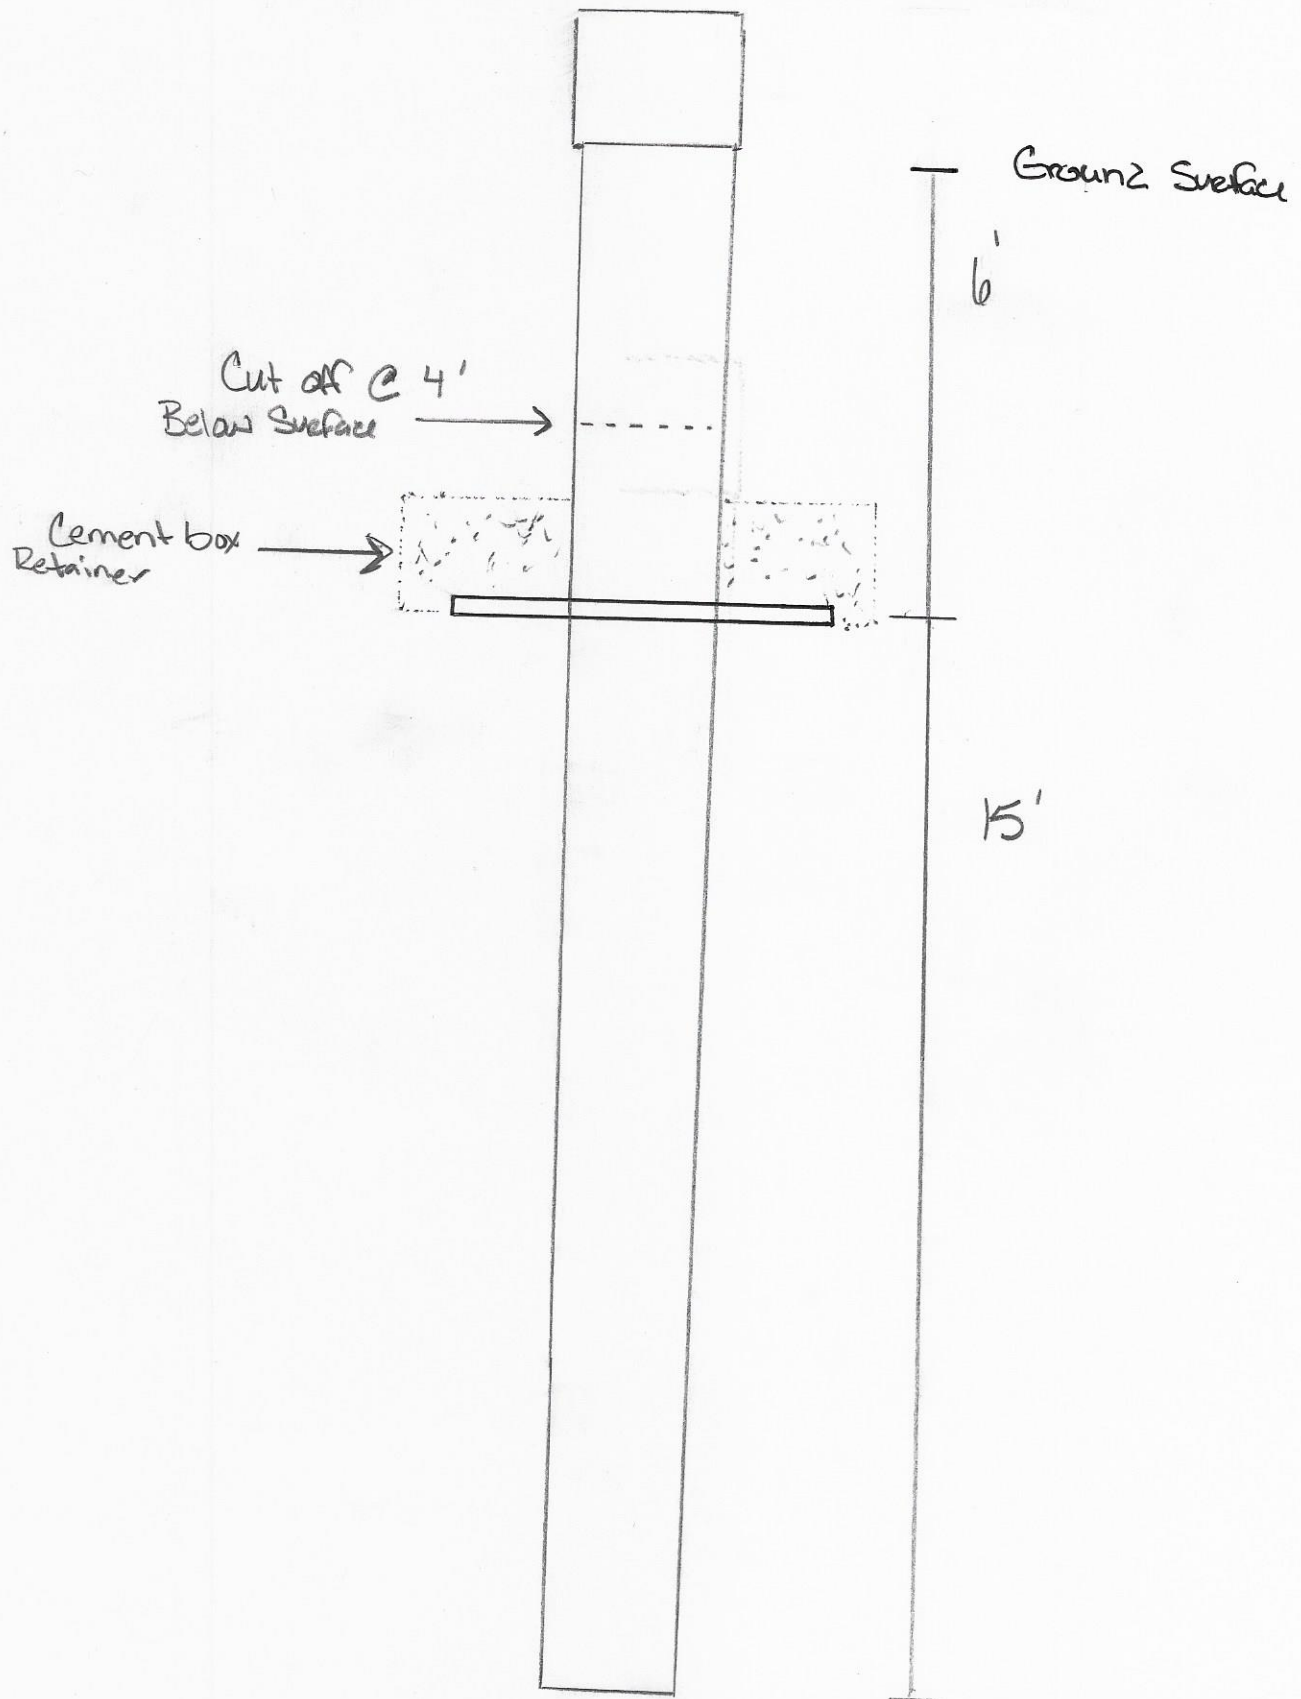 Ground Surface
6'
Cut off @ 4'
Below Surface
Cement box
Retainer
15'